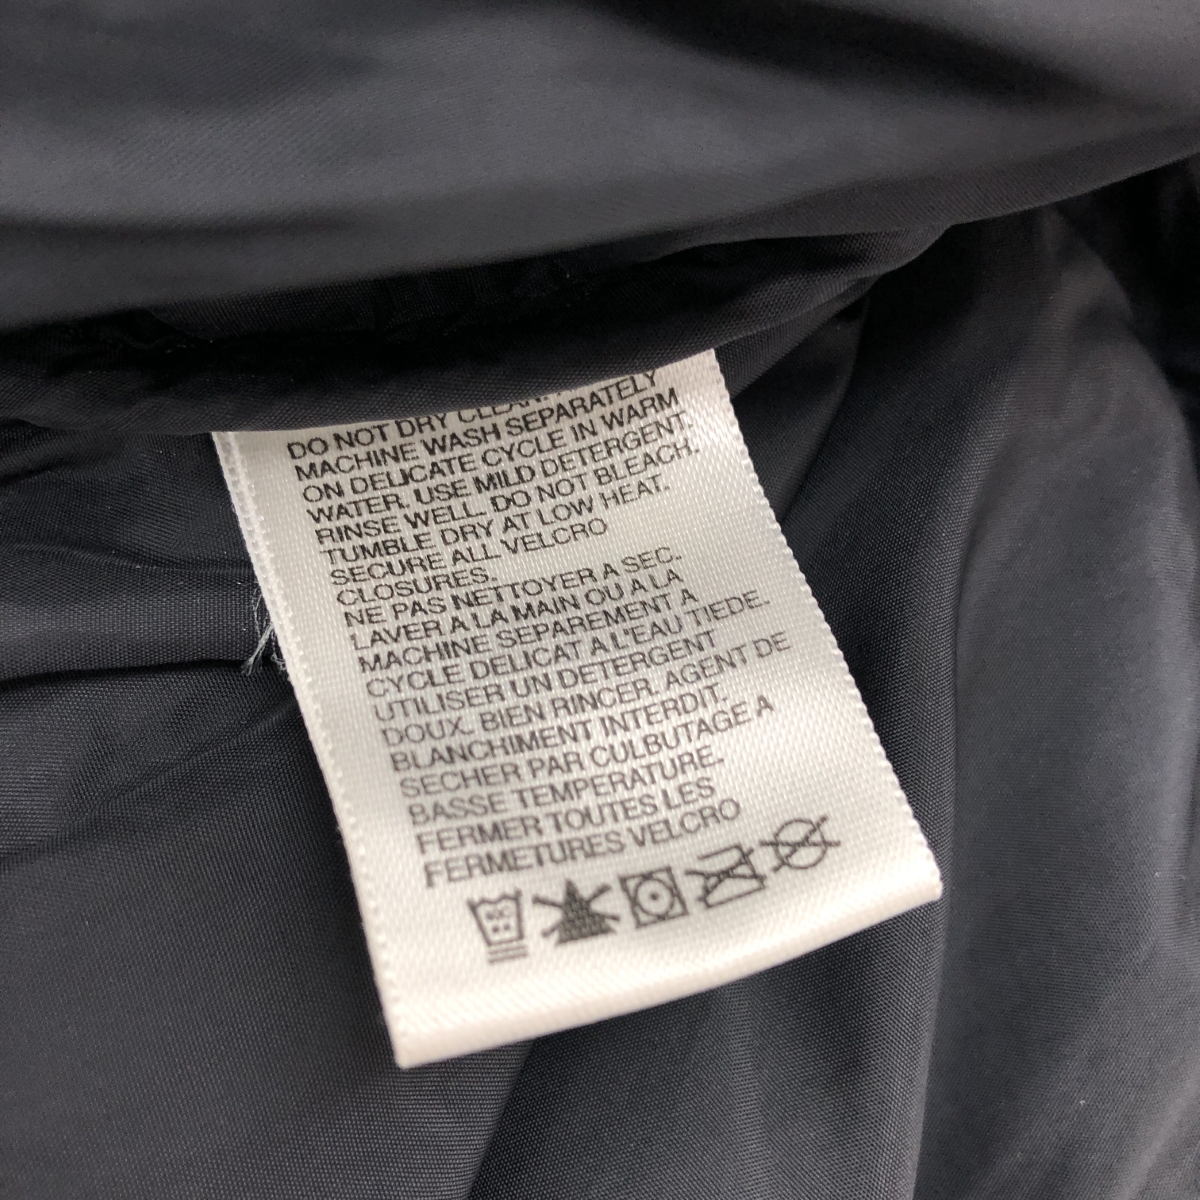 DO NOT DRY CLEAN.
MACHINE WASH SEPARATELY
ON DELICATE CYCLE IN WARM
WATER. USE MILD DETERGENT.
RINSE WELL. DO NOT BLEACH.
TUMBLE DRY AT LOW HEAT.
SECURE ALL VELCRO
CLOSURES.
NE PAS NETTOYER A SEC.
LAVER A LA MAIN OU A LA
MACHINE SEPAREMENT A
CYCLE DELICAT A L'EAU TIEDE.
UTILISER UN DETERGENT
DOUX. BIEN RINCER. AGENT DE
BLANCHIMENT INTERDIT.
SECHER PAR CULBUTAGE A
BASSE TEMPERATURE.
FERMER TOUTES LES
FERMETURES VELCRO